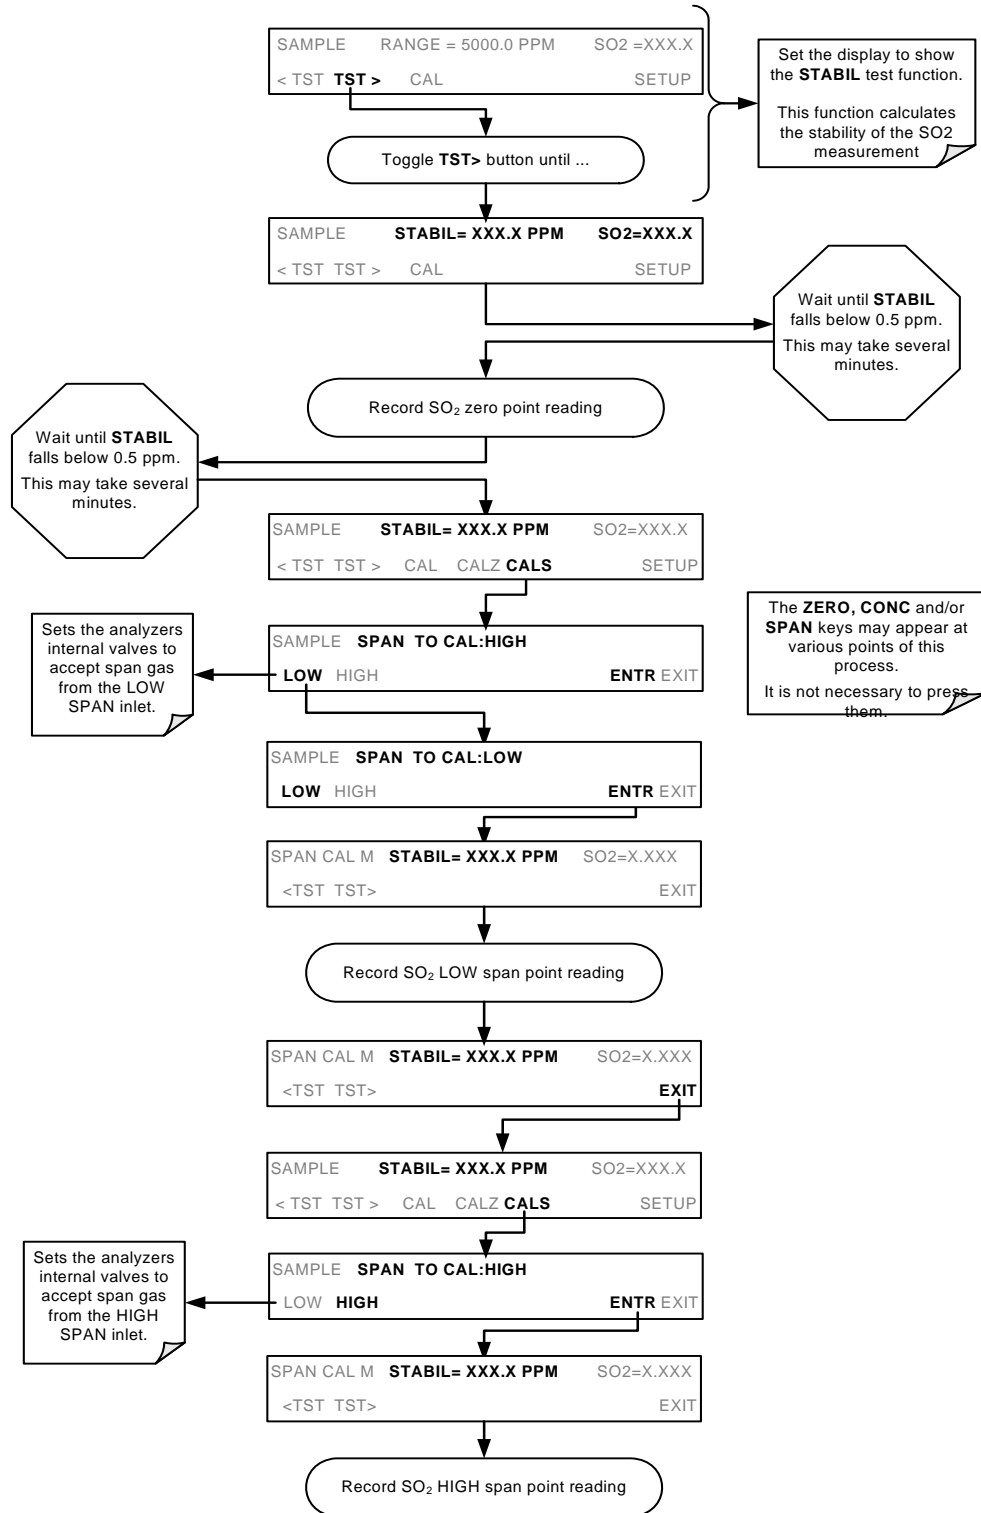 SAMPLE RANGE = 5000.0 PPM SO2 =XXX.X
< TST TST > CAL SETUP
Set the display to show
the STABIL test function.
This function calculates
the stability of the SO2
measurement
Toggle TST> button until ...
SAMPLE STABIL= XXX.X PPM SO2=XXX.X
< TST TST > CAL SETUP
Wait until STABIL
falls below 0.5 ppm.
This may take several
minutes.
Record SO₂ zero point reading
Wait until STABIL
falls below 0.5 ppm.
This may take several
minutes.
SAMPLE STABIL= XXX.X PPM SO2=XXX.X
< TST TST > CAL CALZ CALS SETUP
The ZERO, CONC and/or
SPAN keys may appear at
various points of this
process.
It is not necessary to press
them.
Sets the analyzers
internal valves to
accept span gas
from the LOW
SPAN inlet.
SAMPLE SPAN TO CAL:HIGH
LOW HIGH ENTR EXIT
SAMPLE SPAN TO CAL:LOW
LOW HIGH ENTR EXIT
SPAN CAL M STABIL= XXX.X PPM SO2=X.XXX
<TST TST> EXIT
Record SO₂ LOW span point reading
SPAN CAL M STABIL= XXX.X PPM SO2=X.XXX
<TST TST> EXIT
SAMPLE STABIL= XXX.X PPM SO2=XXX.X
< TST TST > CAL CALZ CALS SETUP
Sets the analyzers
internal valves to
accept span gas
from the HIGH
SPAN inlet.
SAMPLE SPAN TO CAL:HIGH
LOW HIGH ENTR EXIT
SPAN CAL M STABIL= XXX.X PPM SO2=X.XXX
<TST TST> EXIT
Record SO₂ HIGH span point reading